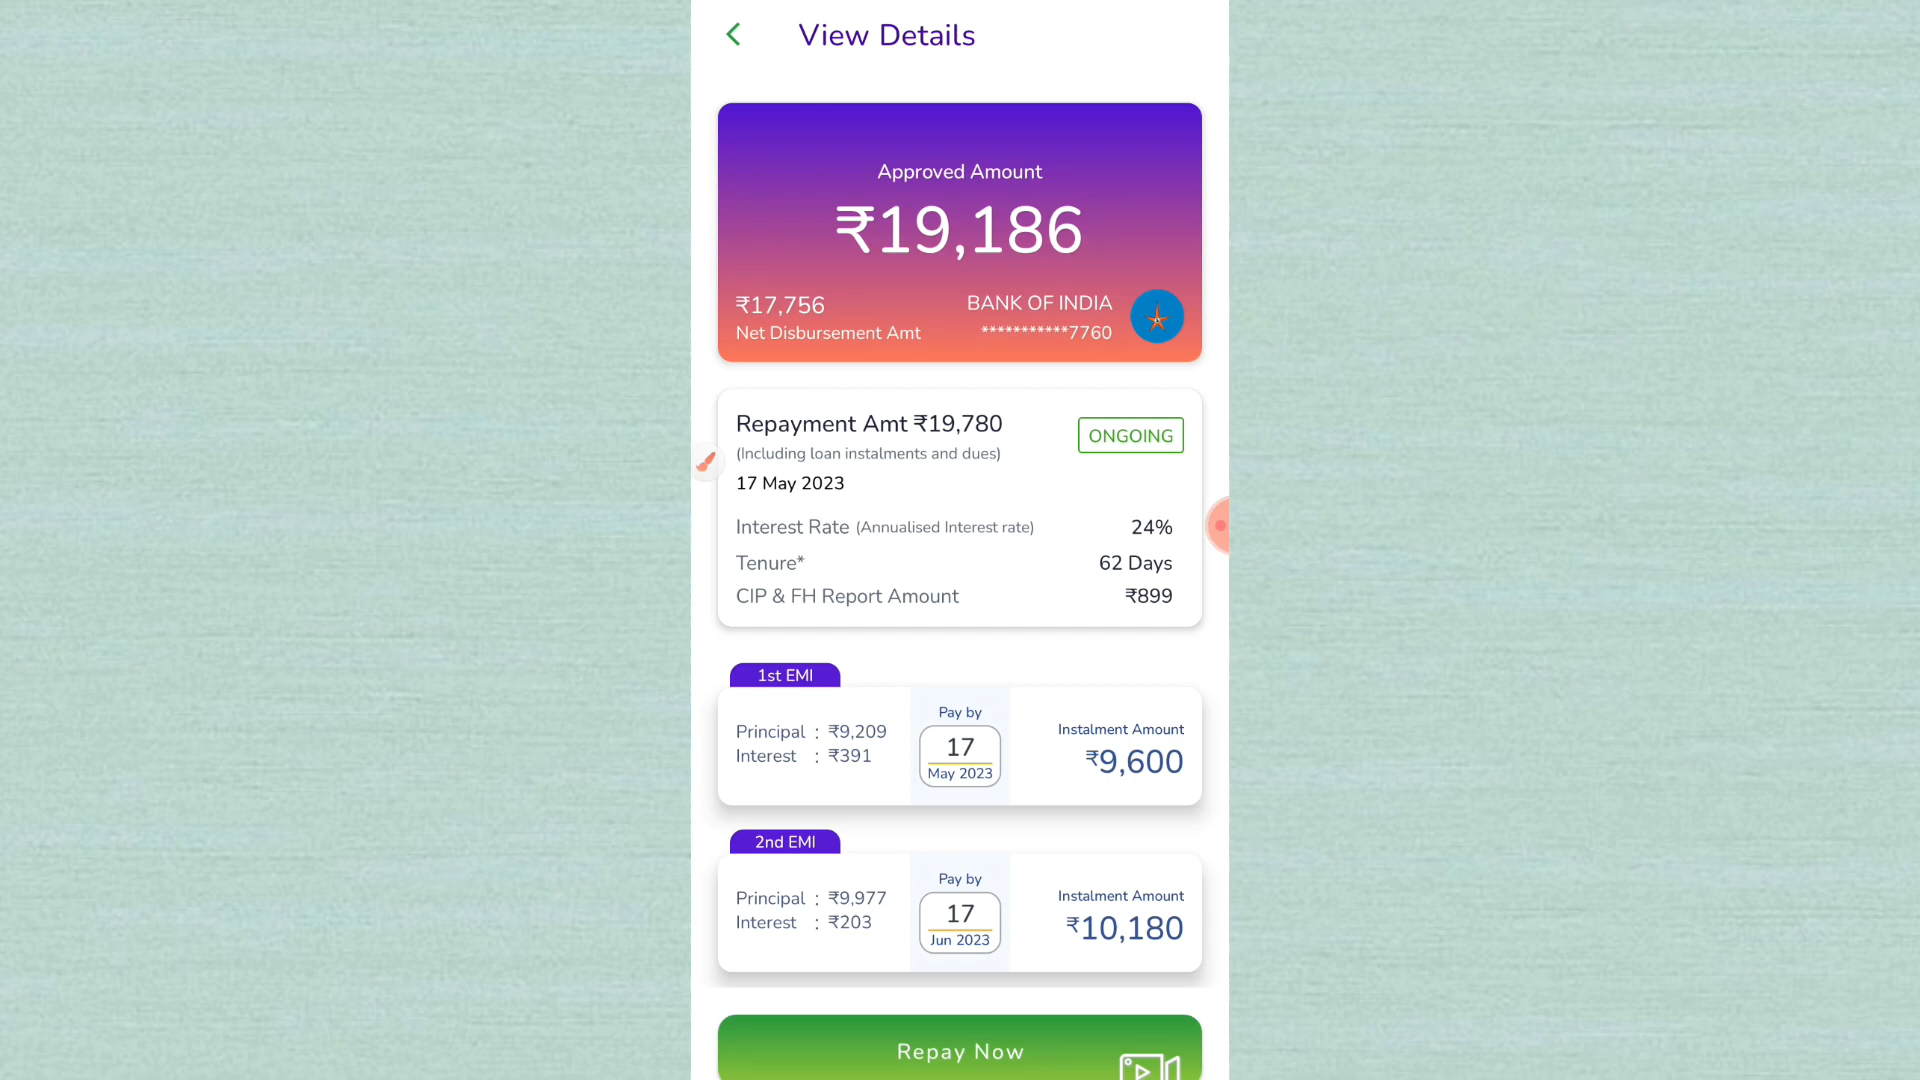 View Details
Approved Amount
₹19,186
₹17,756
Net Disbursement Amt
BANK OF INDIA
***********7760
Repayment Amt ₹19,780
(Including loan instalments and dues)
17 May 2023
ONGOING
Interest Rate (Annualised Interest rate) 24%
Tenure* 62 Days
CIP & FH Report Amount ₹899
1st EMI
Principal : ₹9,209
Interest : ₹391
Pay by
17
May 2023
Instalment Amount
₹9,600
2nd EMI
Principal : ₹9,977
Interest : ₹203
Pay by
17
Jun 2023
Instalment Amount
₹10,180
Repay Now